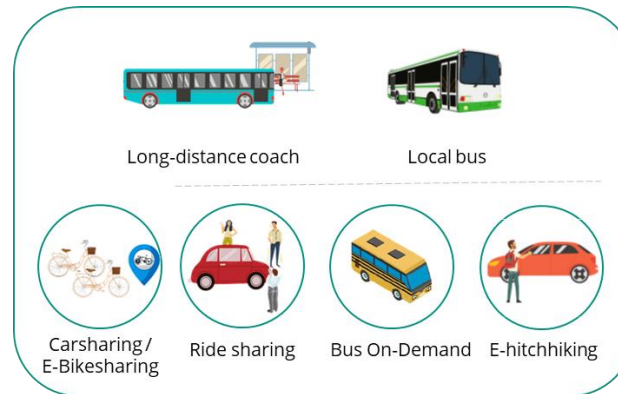 Long-distance coach
Local bus
Carsharing /
E-Bikesharing
Ride sharing
Bus On-Demand
E-hitchhiking